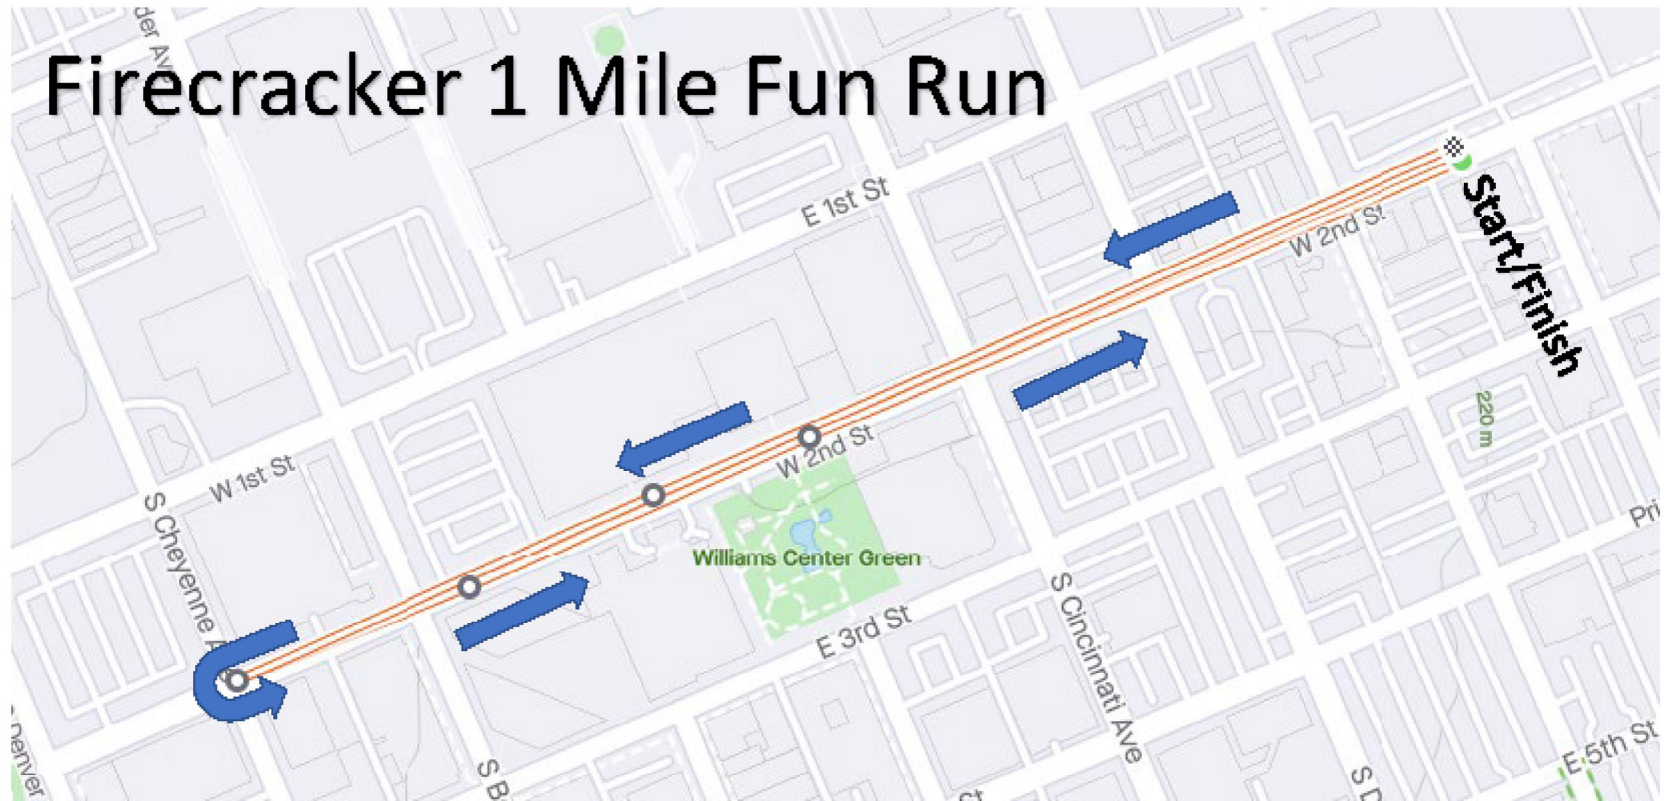 Firecracker 1 Mile Fun Run
E 1st St
W 2nd St
Start/Finish
220 m
W 2nd St
W 1st St
S Cheyenne
Williams Center Green
E 3rd St
S Cincinnati Ave
E 5th St
Denver